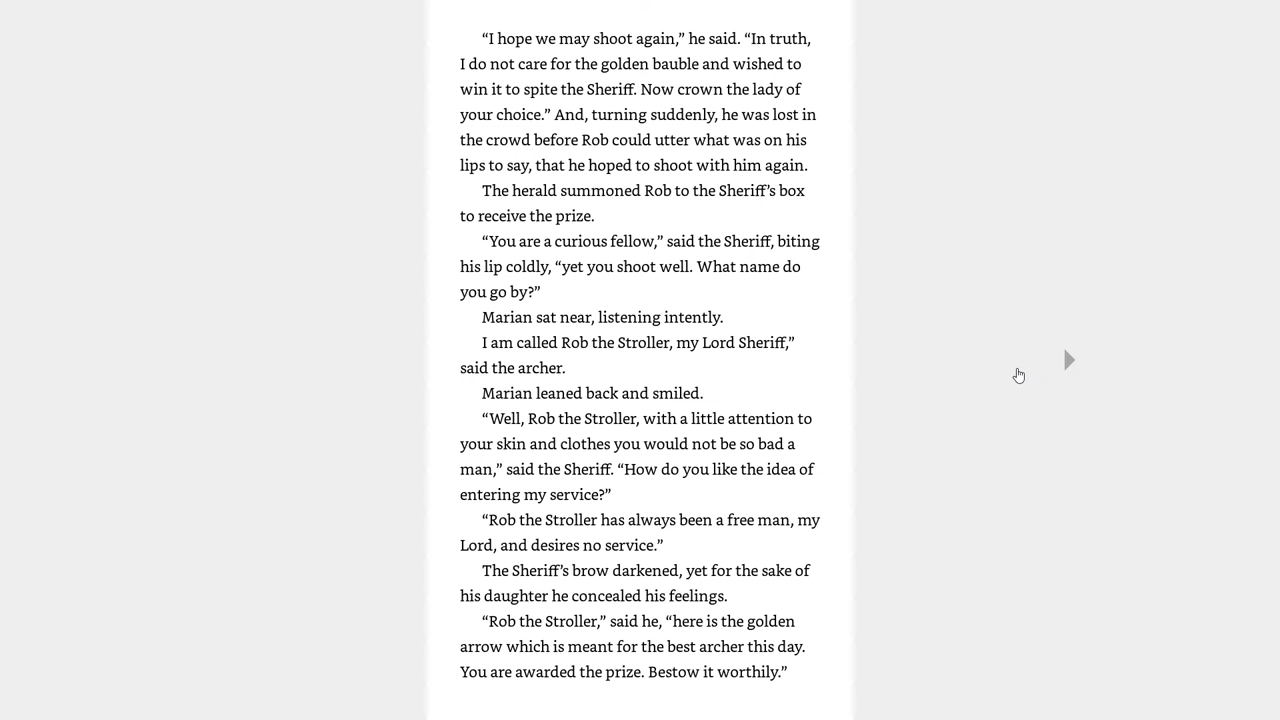 “I hope we may shoot again,” he said. “In truth,
I do not care for the golden bauble and wished to
win it to spite the Sheriff. Now crown the lady of
your choice.” And, turning suddenly, he was lost in
the crowd before Rob could utter what was on his
lips to say, that he hoped to shoot with him again.
The herald summoned Rob to the Sheriff’s box
to receive the prize.
“You are a curious fellow,” said the Sheriff, biting
his lip coldly, “yet you shoot well. What name do
you go by?”
Marian sat near, listening intently.
I am called Rob the Stroller, my Lord Sheriff,”
said the archer.
Marian leaned back and smiled.
“Well, Rob the Stroller, with a little attention to
your skin and clothes you would not be so bad a
man,” said the Sheriff. “How do you like the idea of
entering my service?”
“Rob the Stroller has always been a free man, my
Lord, and desires no service.”
The Sheriff’s brow darkened, yet for the sake of
his daughter he concealed his feelings.
“Rob the Stroller,” said he, “here is the golden
arrow which is meant for the best archer this day.
You are awarded the prize. Bestow it worthily.”